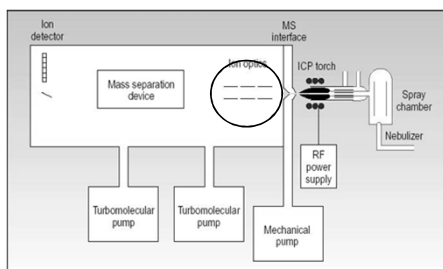 Ion
detector
MS
interface
Ion optics
ICP torch
Mass separation
device
Spray
chamber
Nebulizer
RF
power
supply
Turbomolecular
pump
Turbomolecular
pump
Mechanical
pump